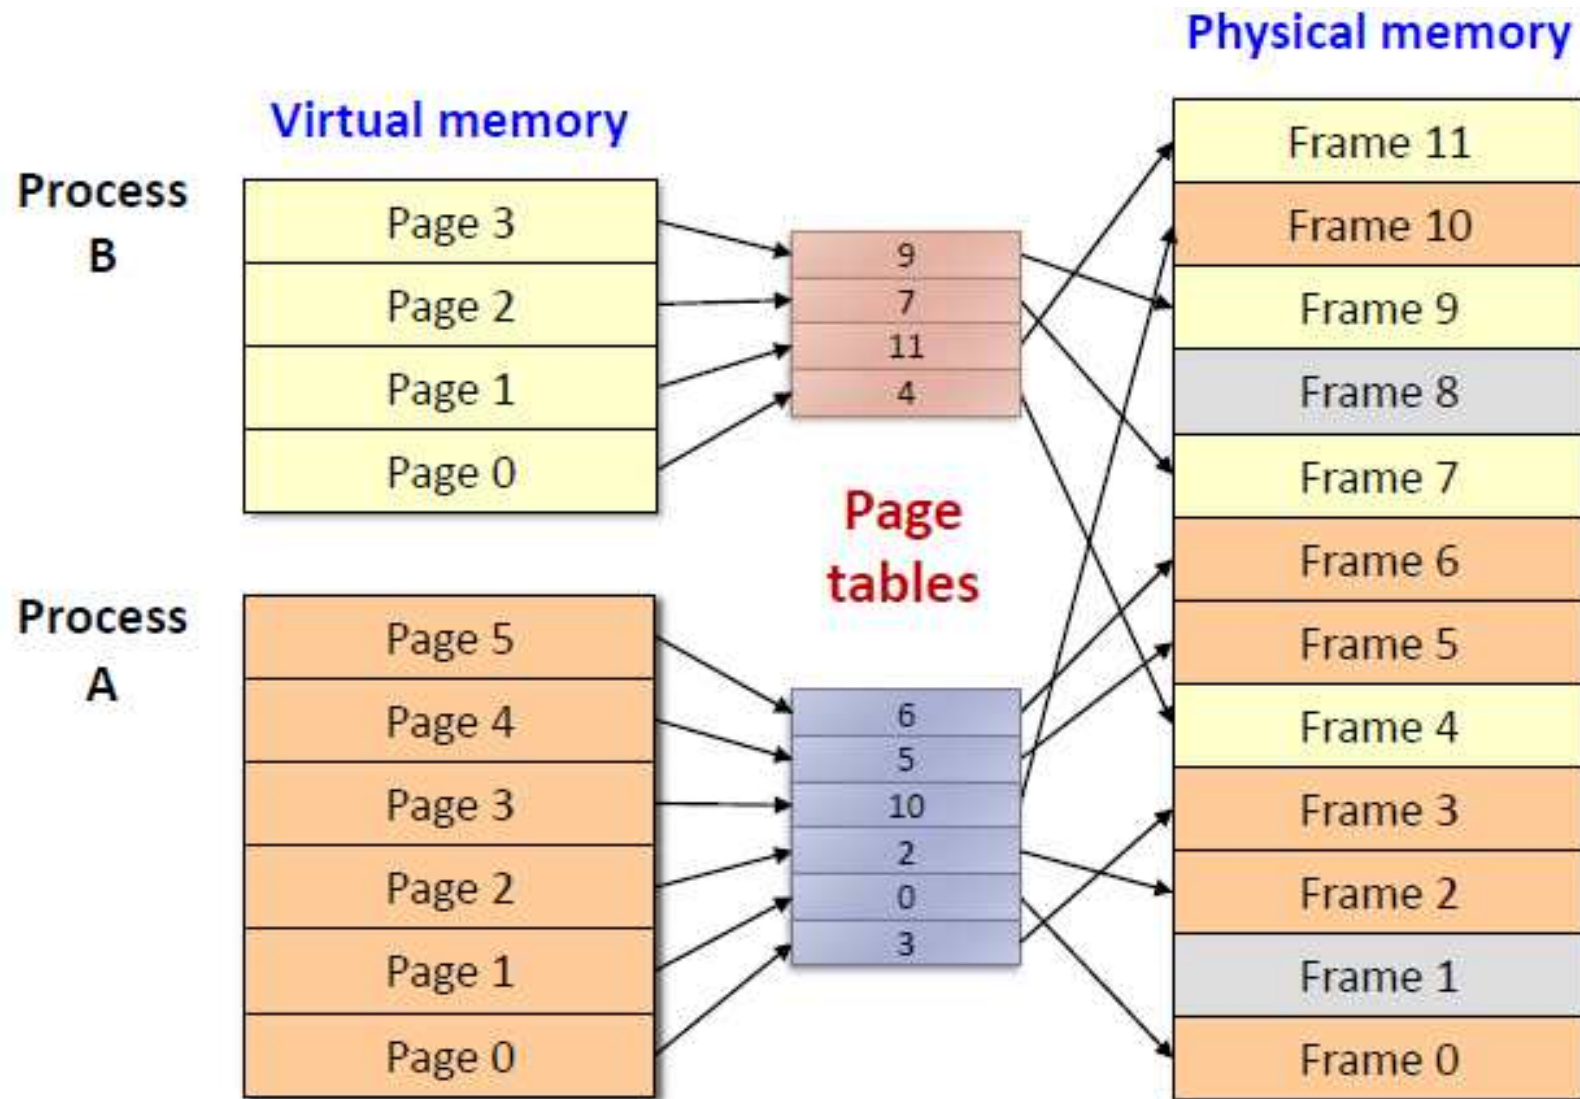 Physical memory
Virtual memory
Process
B
Page 3
Page 2
Page 1
Page 0
9
7
11
4
Page
tables
Process
A
Page 5
Page 4
Page 3
Page 2
Page 1
Page 0
6
5
10
2
0
3
Frame 11
Frame 10
Frame 9
Frame 8
Frame 7
Frame 6
Frame 5
Frame 4
Frame 3
Frame 2
Frame 1
Frame 0